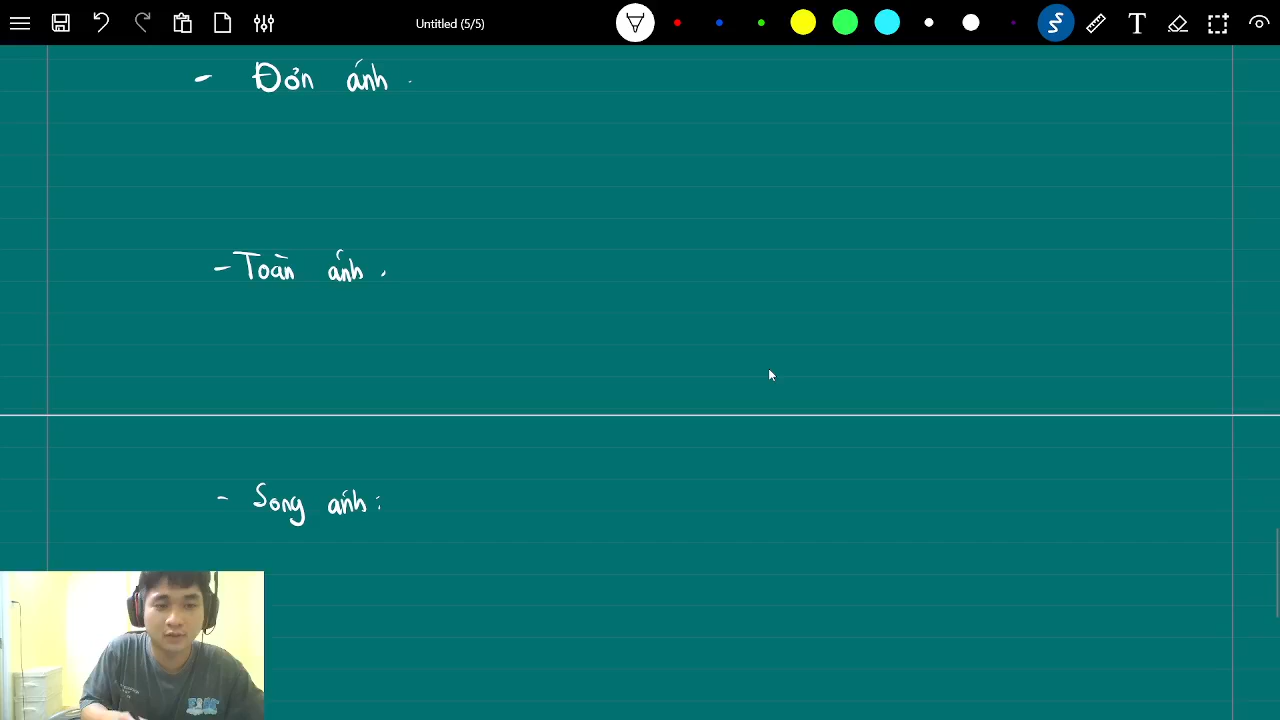 Untitled (5/5)
T
- Đơn ánh.
- Toàn ánh.
- Song ánh: